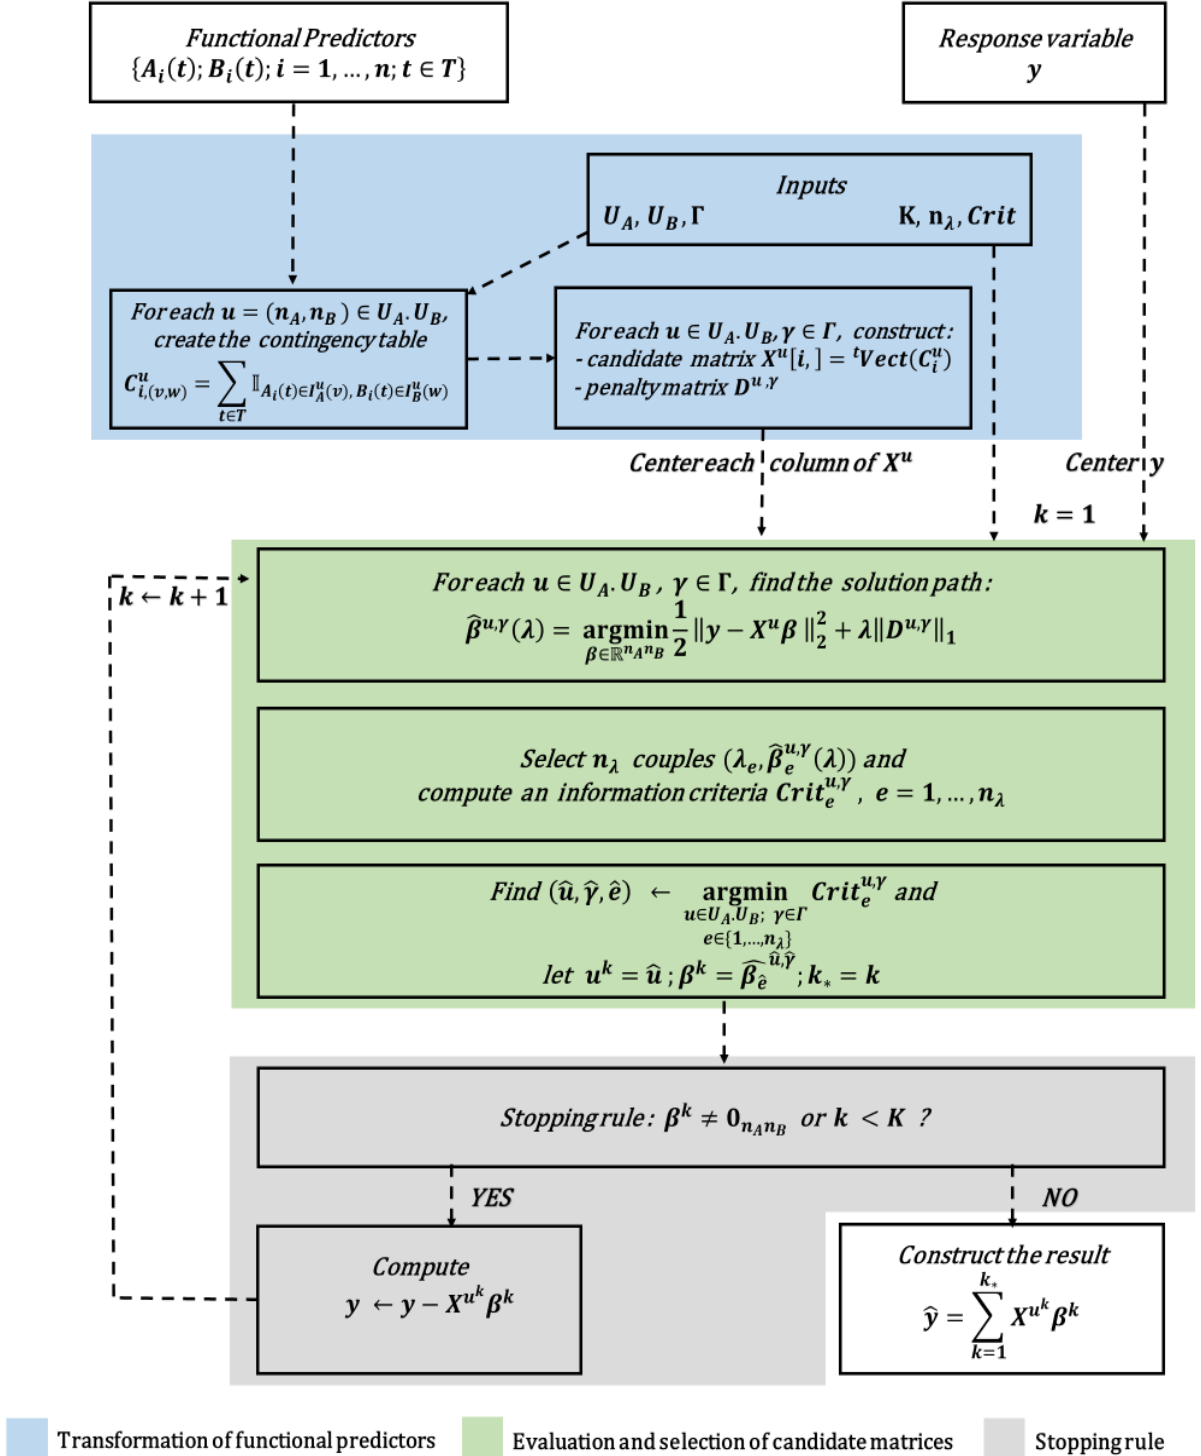 Functional Predictors
{A_i(t); B_i(t); i = 1, …, n; t ∈ T}
Response variable
y
Inputs
U_A, U_B, Γ K, n_λ, Crit
For each u = (n_A, n_B) ∈ U_A. U_B,
create the contingency table
C^u_{i,(v,w)} = ∑_{t∈T} 𝕀_{A_i(t)∈I^u_A(v), B_i(t)∈I^u_B(w)}
For each u ∈ U_A. U_B, γ ∈ Γ, construct:
- candidate matrix X^u[i, ] = ^tVect(C^u_i)
- penalty matrix D^{u,γ}
Center each column of X^u
Center y
k = 1
k ← k + 1
For each u ∈ U_A. U_B, γ ∈ Γ, find the solution path:
β̂^{u,γ}(λ) = argmin_{β∈ℝ^{n_A n_B}} 1/2 ‖y − X^u β‖²₂ + λ‖D^{u,γ}‖₁
Select n_λ couples (λ_e, β̂^{u,γ}_e(λ)) and
compute an information criteria Crit^{u,γ}_e, e = 1, …, n_λ
Find (û, γ̂, ê) ← argmin_{u∈U_A.U_B; γ∈Γ e∈{1,…,n_λ}} Crit^{u,γ}_e and
let u^k = û; β^k = β̂_ê^{û,γ̂}; k_* = k
Stopping rule: β^k ≠ 0_{n_A n_B} or k < K ?
YES
NO
Compute
y ← y − X^{u^k} β^k
Construct the result
ŷ = ∑_{k=1}^{k_*} X^{u^k} β^k
Transformation of functional predictors
Evaluation and selection of candidate matrices
Stopping rule